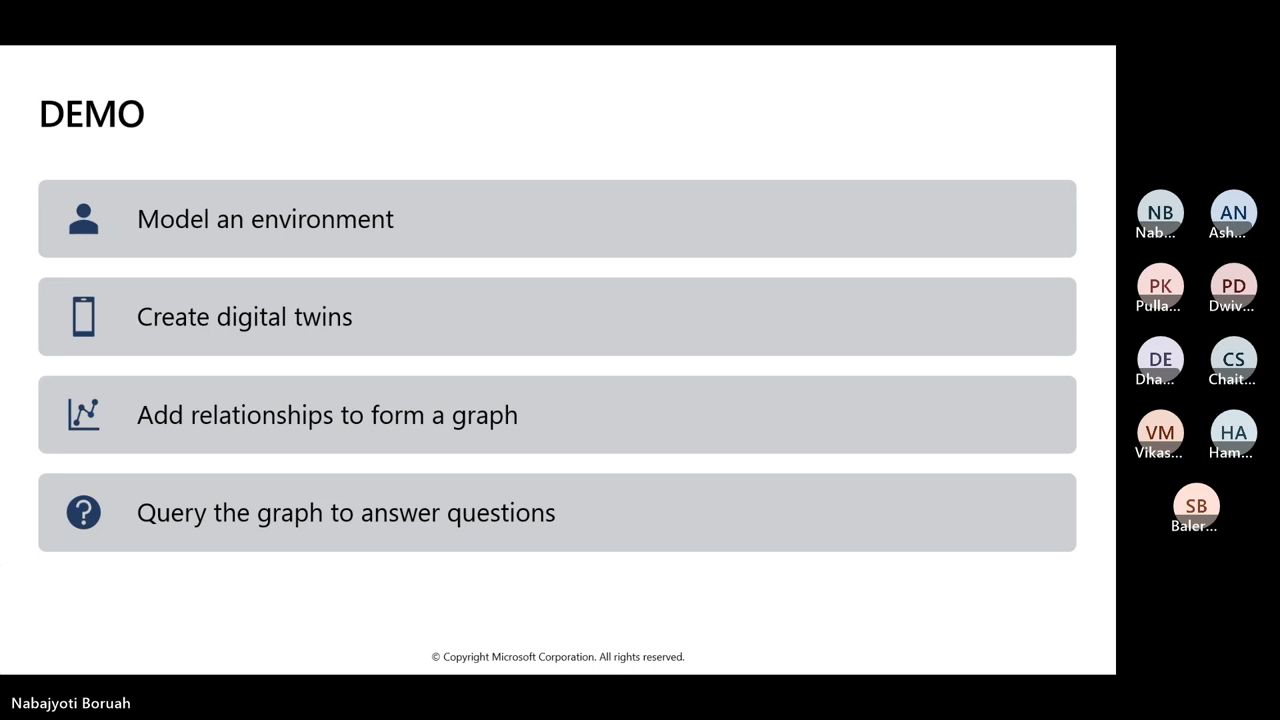 DEMO
Model an environment
Create digital twins
Add relationships to form a graph
Query the graph to answer questions
© Copyright Microsoft Corporation. All rights reserved.
NB
AN
Nab...
Ash...
PK
PD
Pulla...
Dwiv...
DE
CS
Dha...
Chait...
VM
HA
Vikas...
Ham...
SB
Baler...
Nabajyoti Boruah